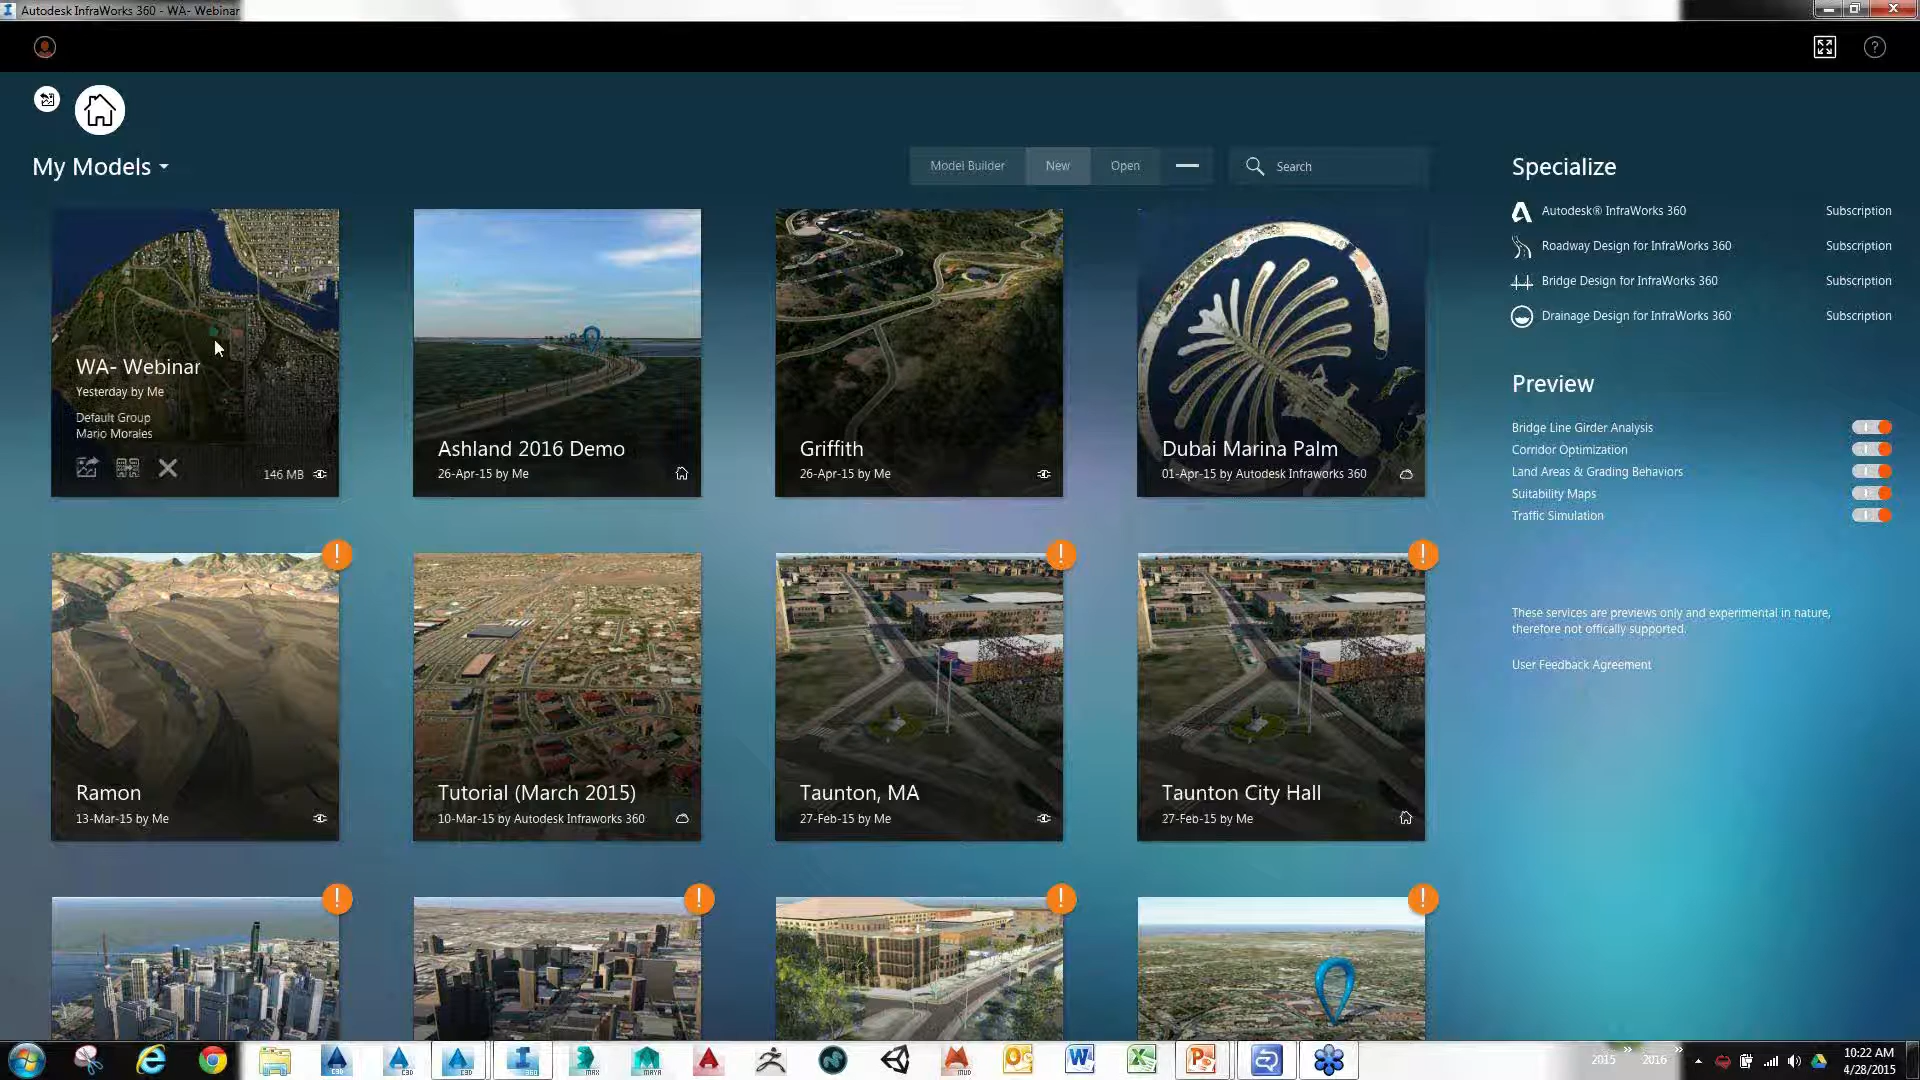 Autodesk InfraWorks 360 - WA- Webinar
?
My Models
Model Builder
New
Open
Search
WA- Webinar
Yesterday by Me
Default Group
Mario Morales
146 MB
Ashland 2016 Demo
26-Apr-15 by Me
Griffith
26-Apr-15 by Me
Dubai Marina Palm
01-Apr-15 by Autodesk Infraworks 360
!
Ramon
13-Mar-15 by Me
Tutorial (March 2015)
10-Mar-15 by Autodesk Infraworks 360
!
Taunton, MA
27-Feb-15 by Me
!
Taunton City Hall
27-Feb-15 by Me
!
!
!
!
Specialize
Autodesk® InfraWorks 360 Subscription
Roadway Design for InfraWorks 360 Subscription
Bridge Design for InfraWorks 360 Subscription
Drainage Design for InfraWorks 360 Subscription
Preview
Bridge Line Girder Analysis
Corridor Optimization
Land Areas & Grading Behaviors
Suitability Maps
Traffic Simulation
These services are previews only and experimental in nature,
therefore not offically supported.
User Feedback Agreement
C3D
C3D
C3D
360
MAX
MAYA
MUD
2015
2016
10:22 AM
4/28/2015